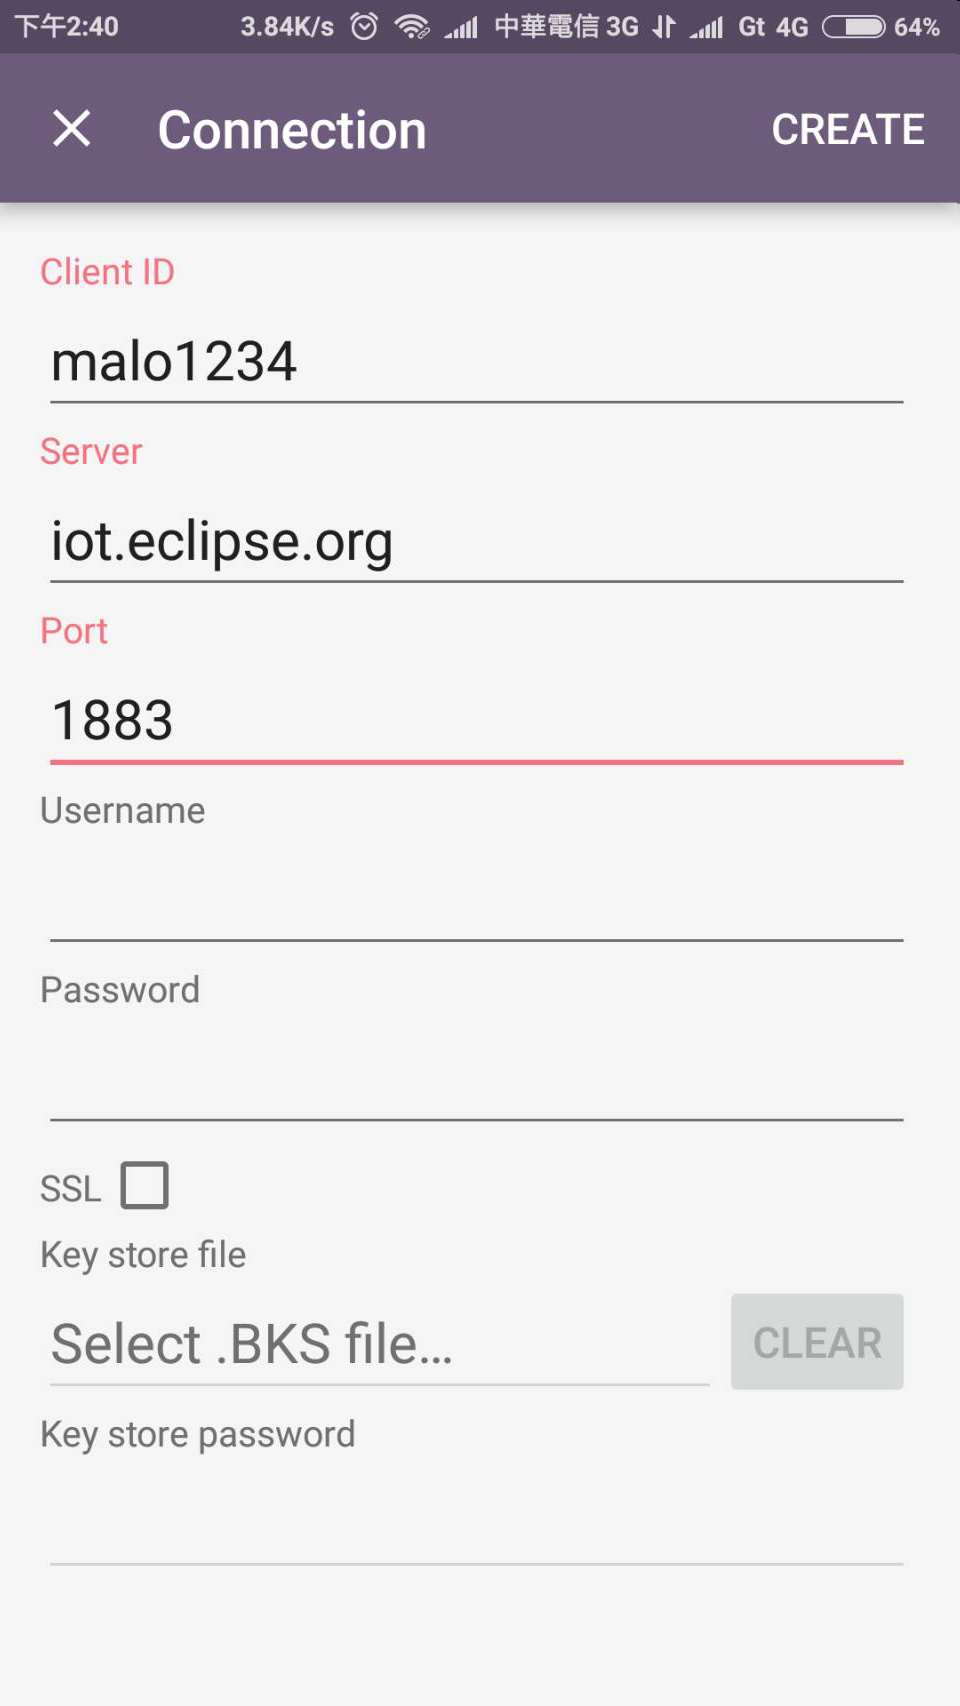 下午2:40 3.84K/s 中華電信 3G Gt 4G 64%
Connection CREATE
Client ID
malo1234
Server
iot.eclipse.org
Port
1883
Username
Password
SSL
Key store file
Select .BKS file... CLEAR
Key store password